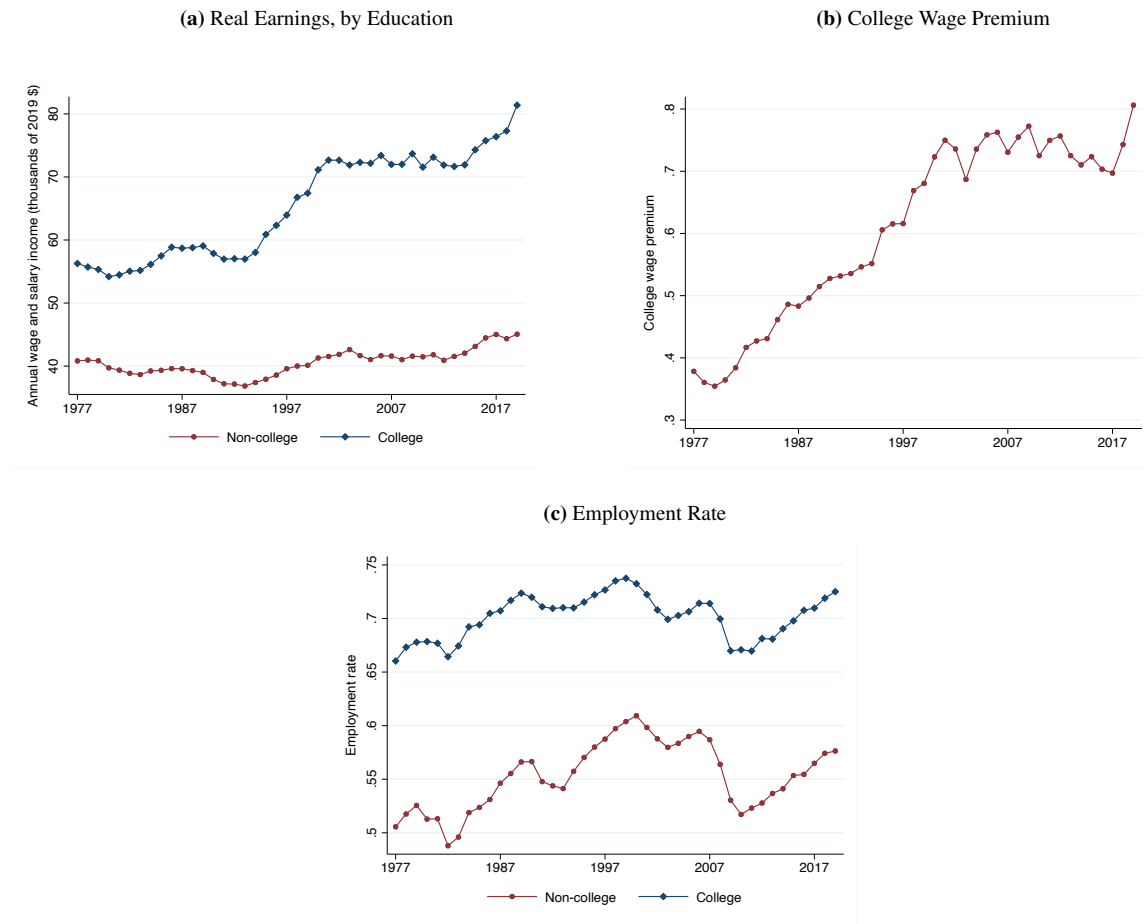 (a) Real Earnings, by Education
Annual wage and salary income (thousands of 2019 $)
80
70
60
50
40
1977 1987 1997 2007 2017
Non-college College
(b) College Wage Premium
College wage premium
.8
.7
.6
.5
.4
.3
1977 1987 1997 2007 2017
(c) Employment Rate
Employment rate
.75
.7
.65
.6
.55
.5
1977 1987 1997 2007 2017
Non-college College